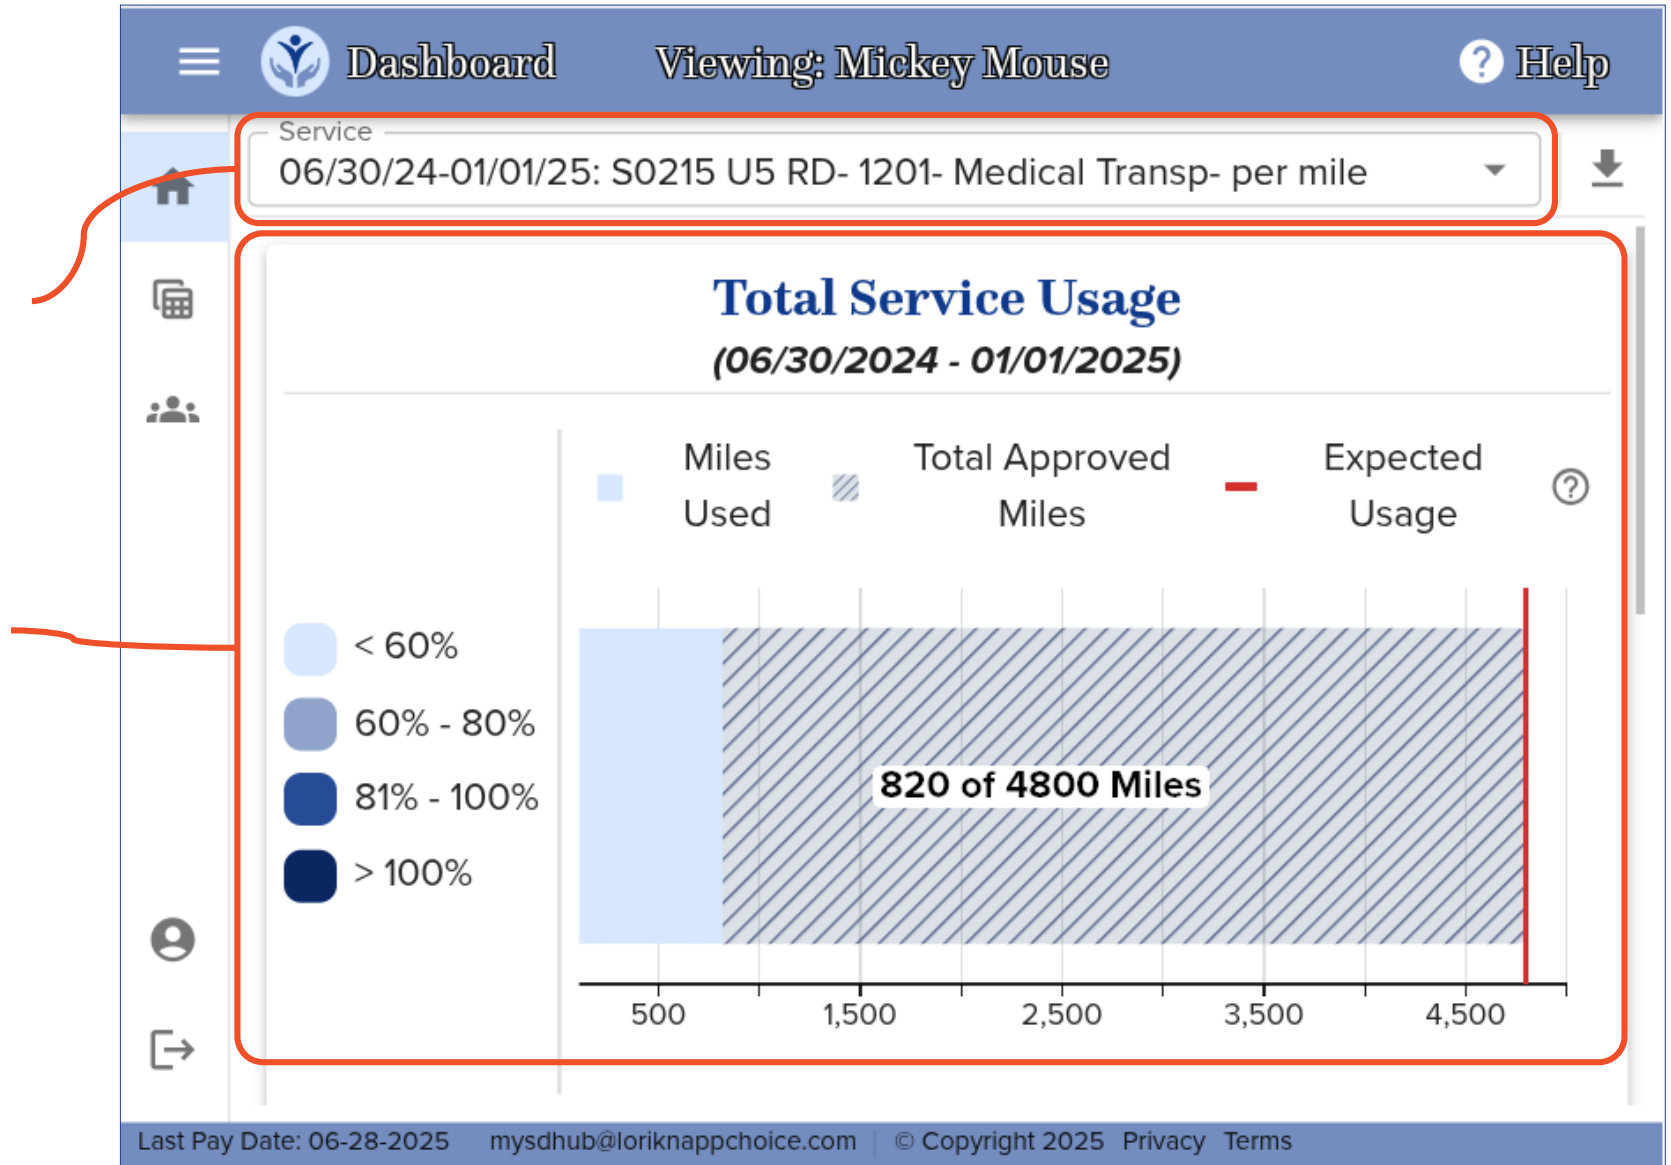 Dashboard Viewing: Mickey Mouse Help
Service
06/30/24-01/01/25: S0215 U5 RD- 1201- Medical Transp- per mile
Total Service Usage
(06/30/2024 - 01/01/2025)
Miles Used
Total Approved Miles
Expected Usage
< 60%
60% - 80%
81% - 100%
> 100%
820 of 4800 Miles
500 1,500 2,500 3,500 4,500
Last Pay Date: 06-28-2025 mysdhub@loriknappchoice.com © Copyright 2025 Privacy Terms